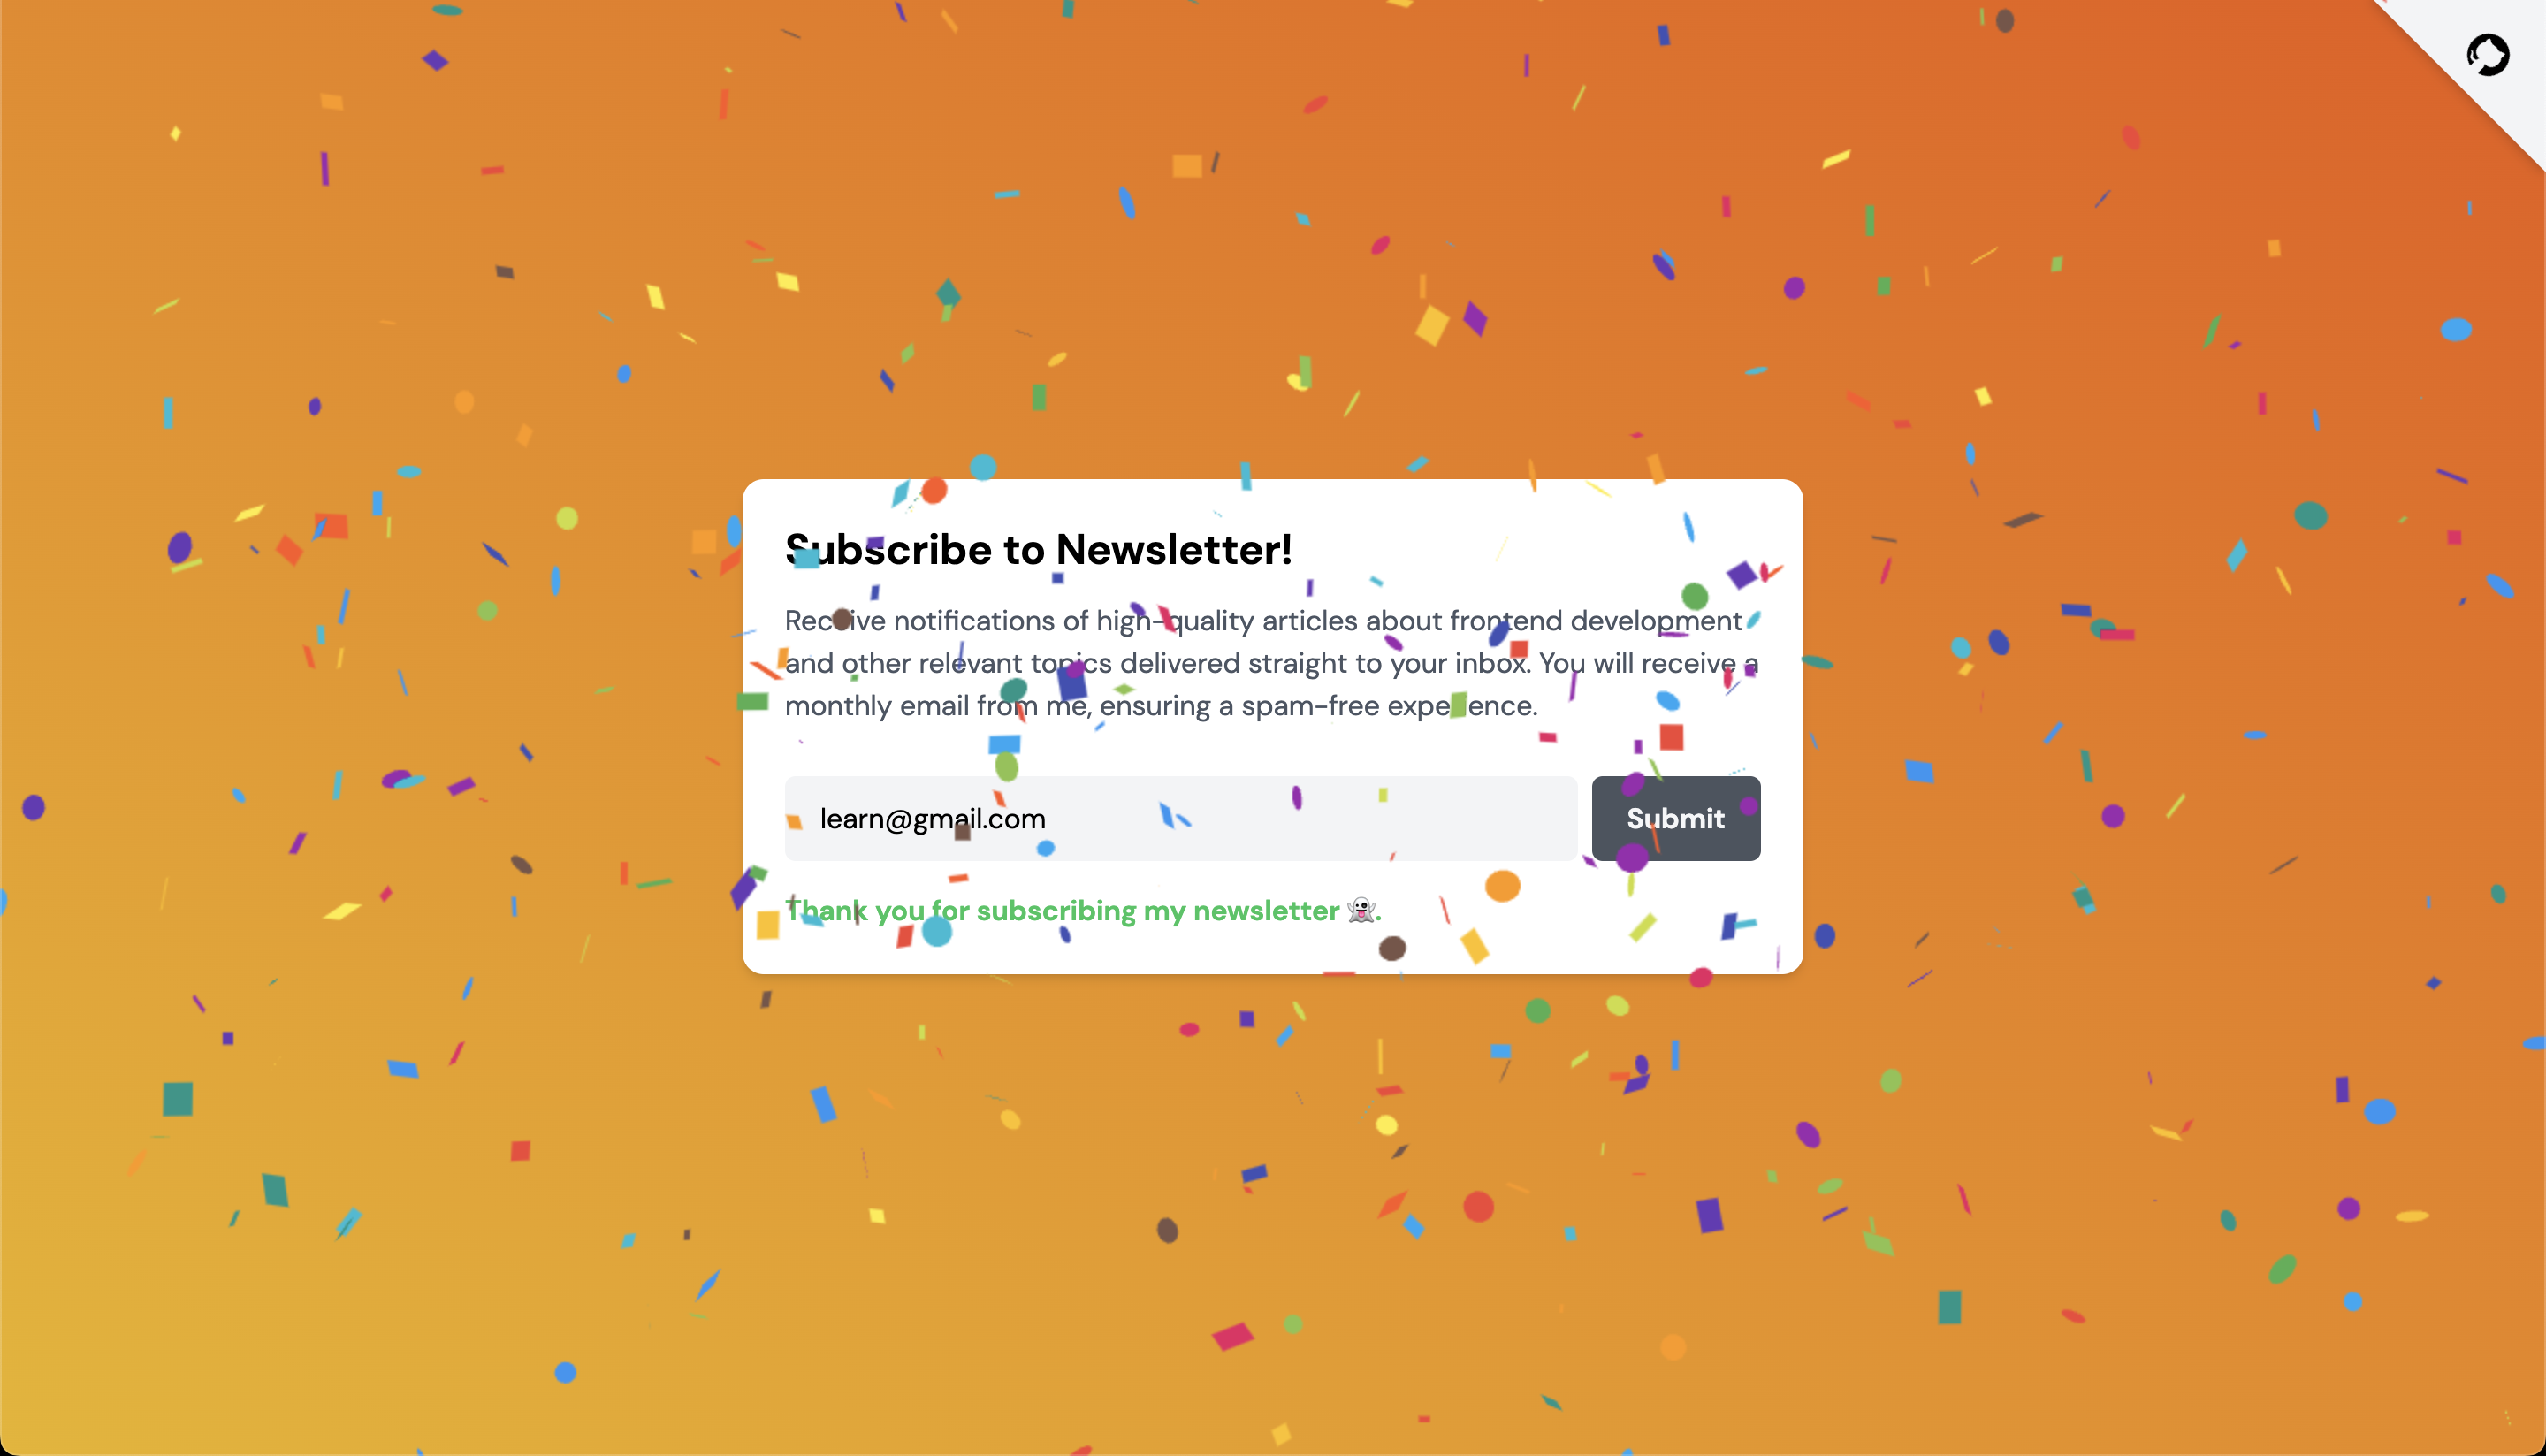 Subscribe to Newsletter!
Receive notifications of high-quality articles about frontend development
and other relevant topics delivered straight to your inbox. You will receive a
monthly email from me, ensuring a spam-free experience.
learn@gmail.com
Submit
Thank you for subscribing my newsletter 👻.